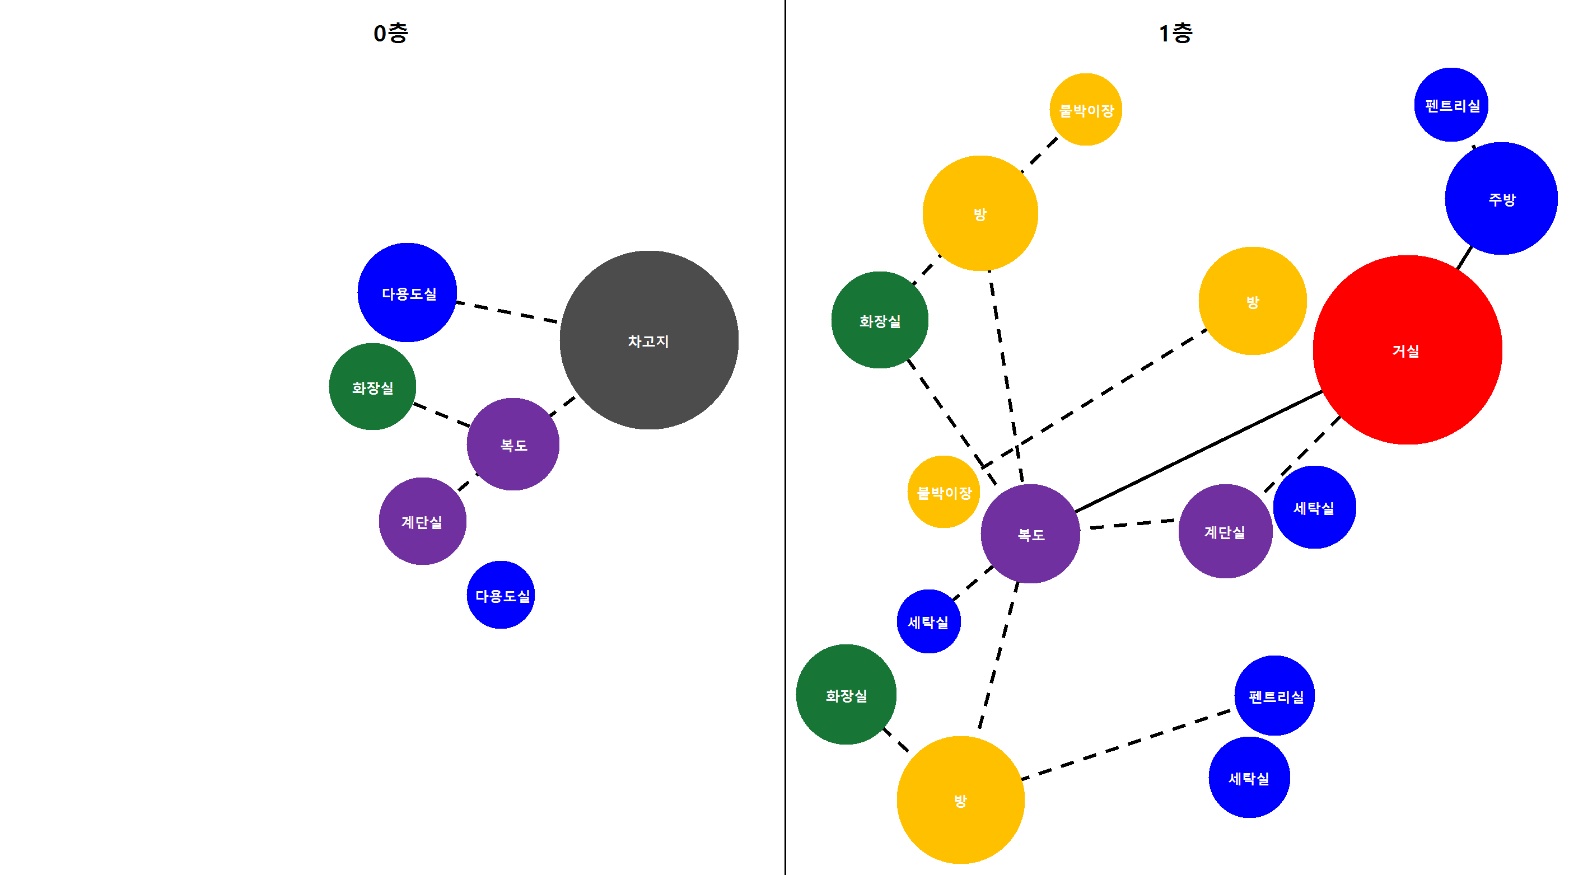 0층
다용도실
차고지
화장실
복도
계단실
다용도실
1층
펜트리실
붙박이장
주방
방
방
화장실
거실
붙박이장
세탁실
계단실
복도
세탁실
화장실
펜트리실
세탁실
방